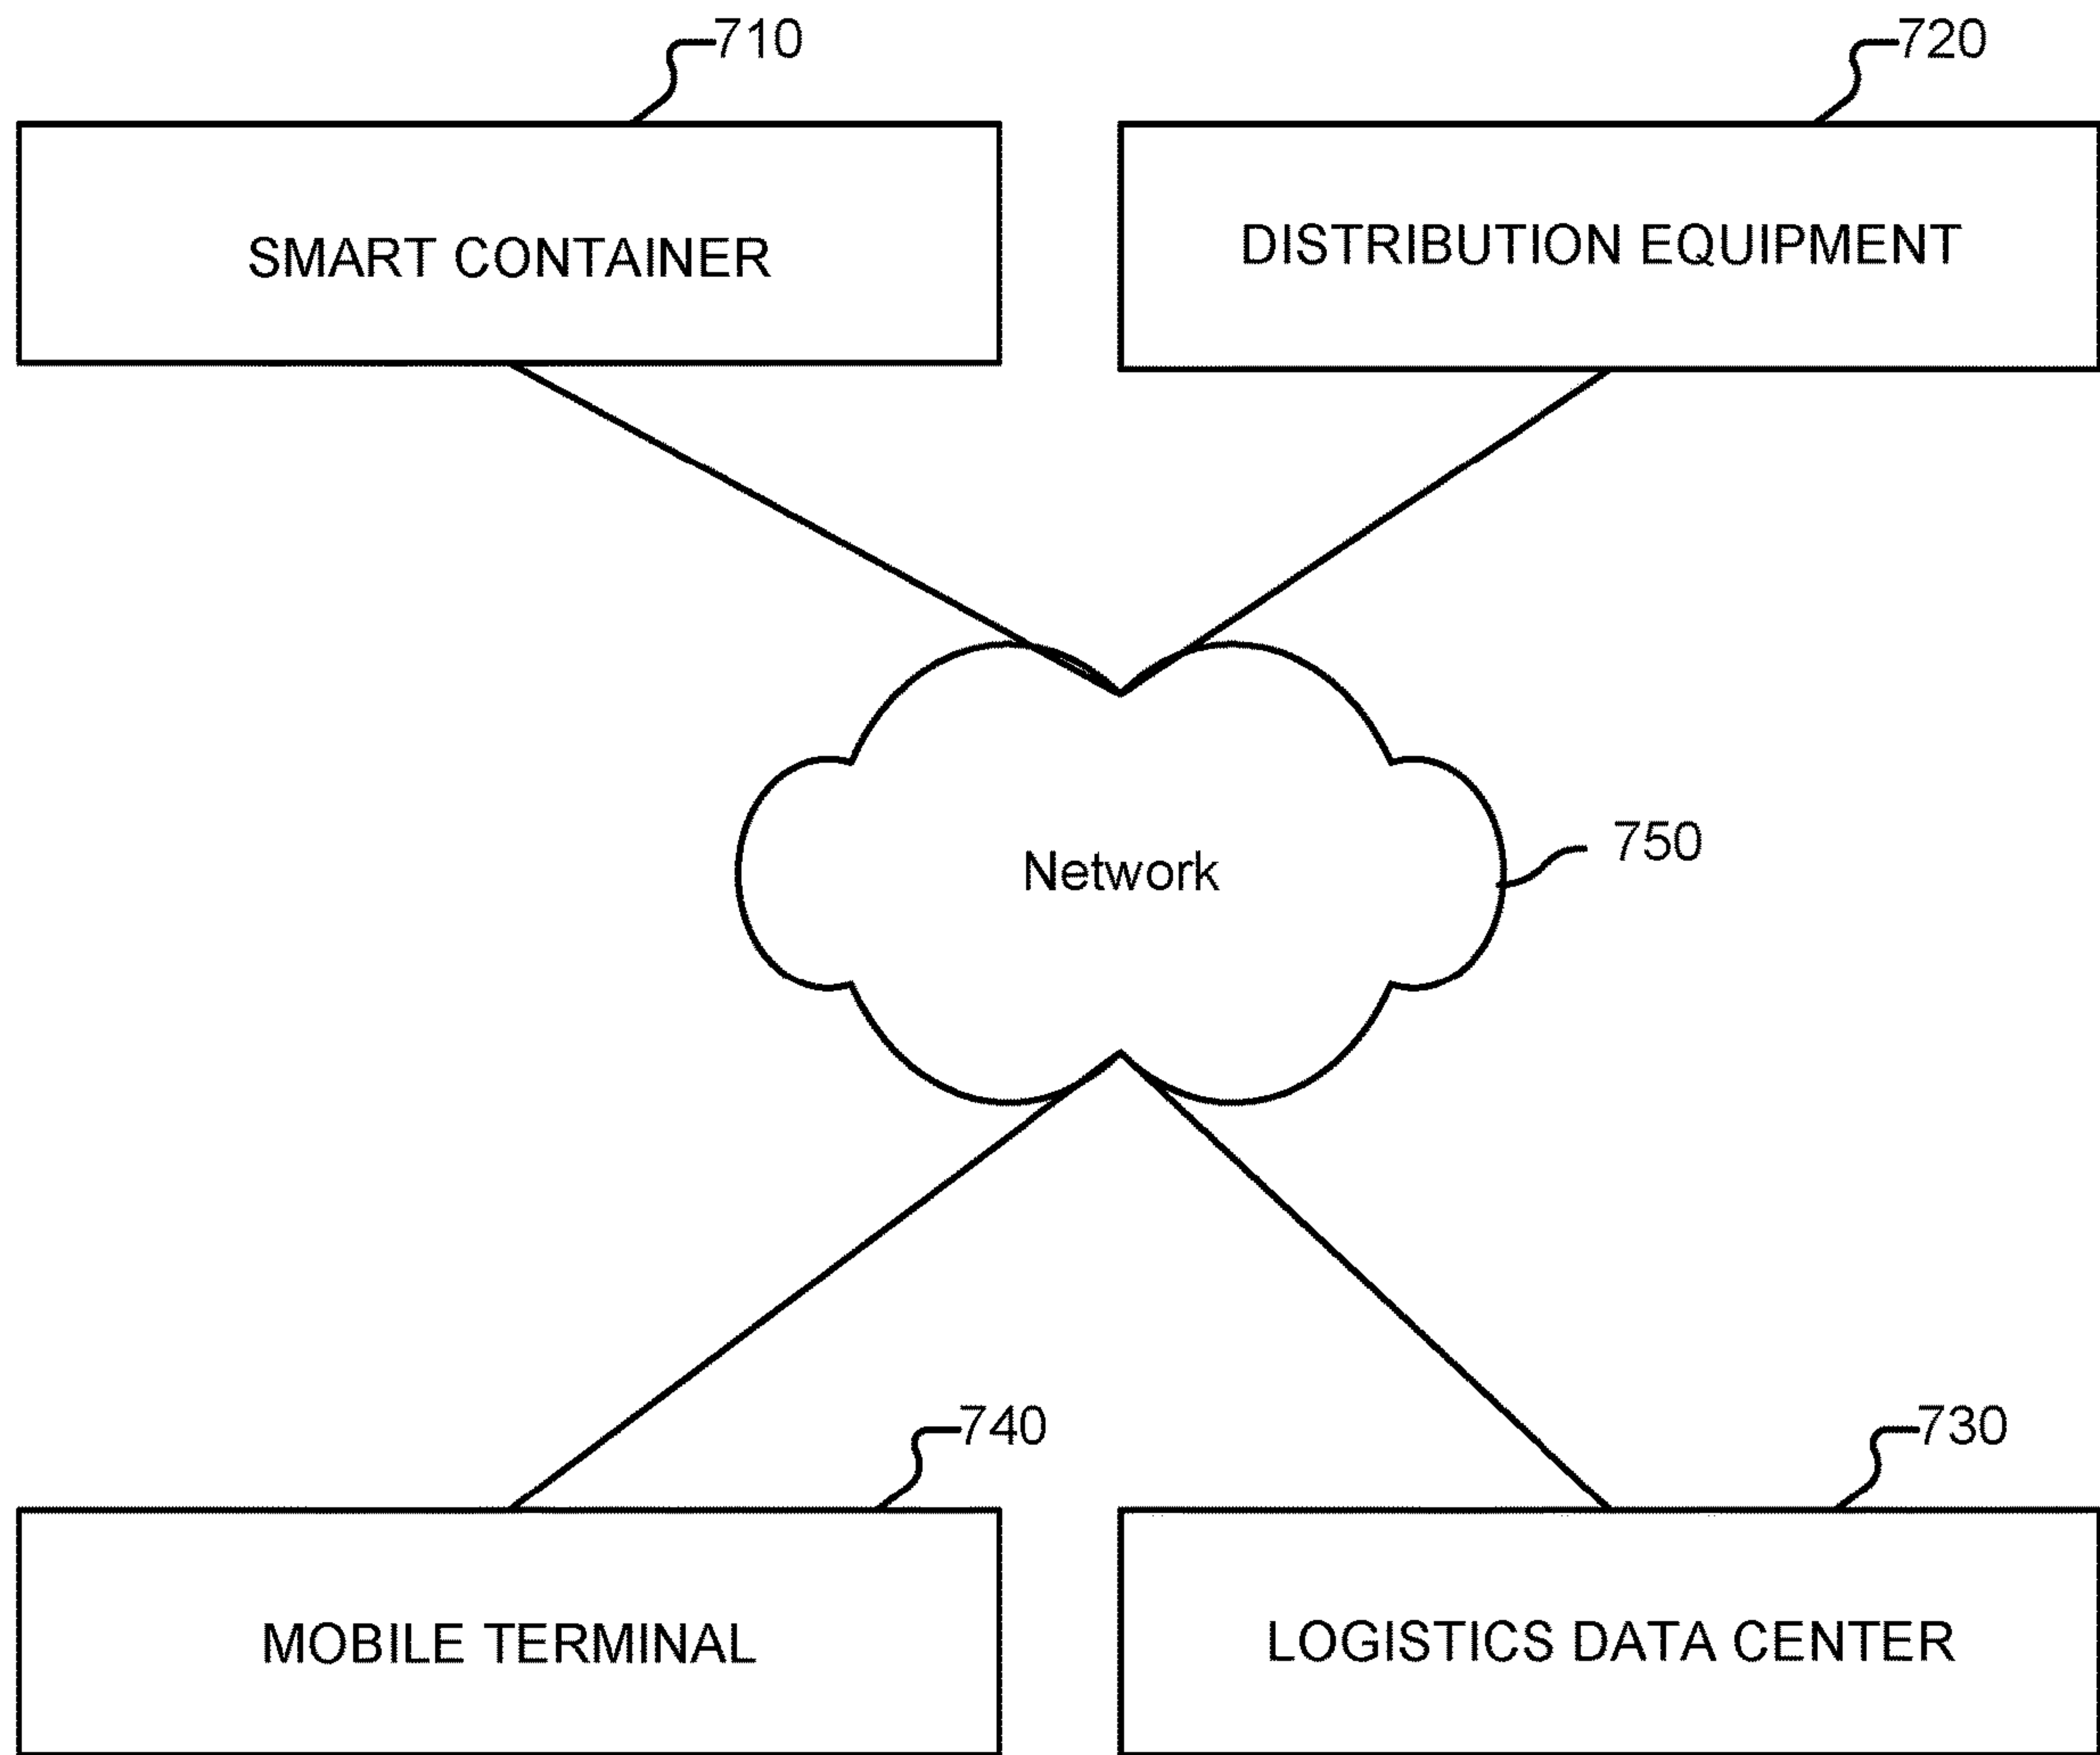 710
720
SMART CONTAINER
DISTRIBUTION EQUIPMENT
Network
750
740
730
MOBILE TERMINAL
LOGISTICS DATA CENTER